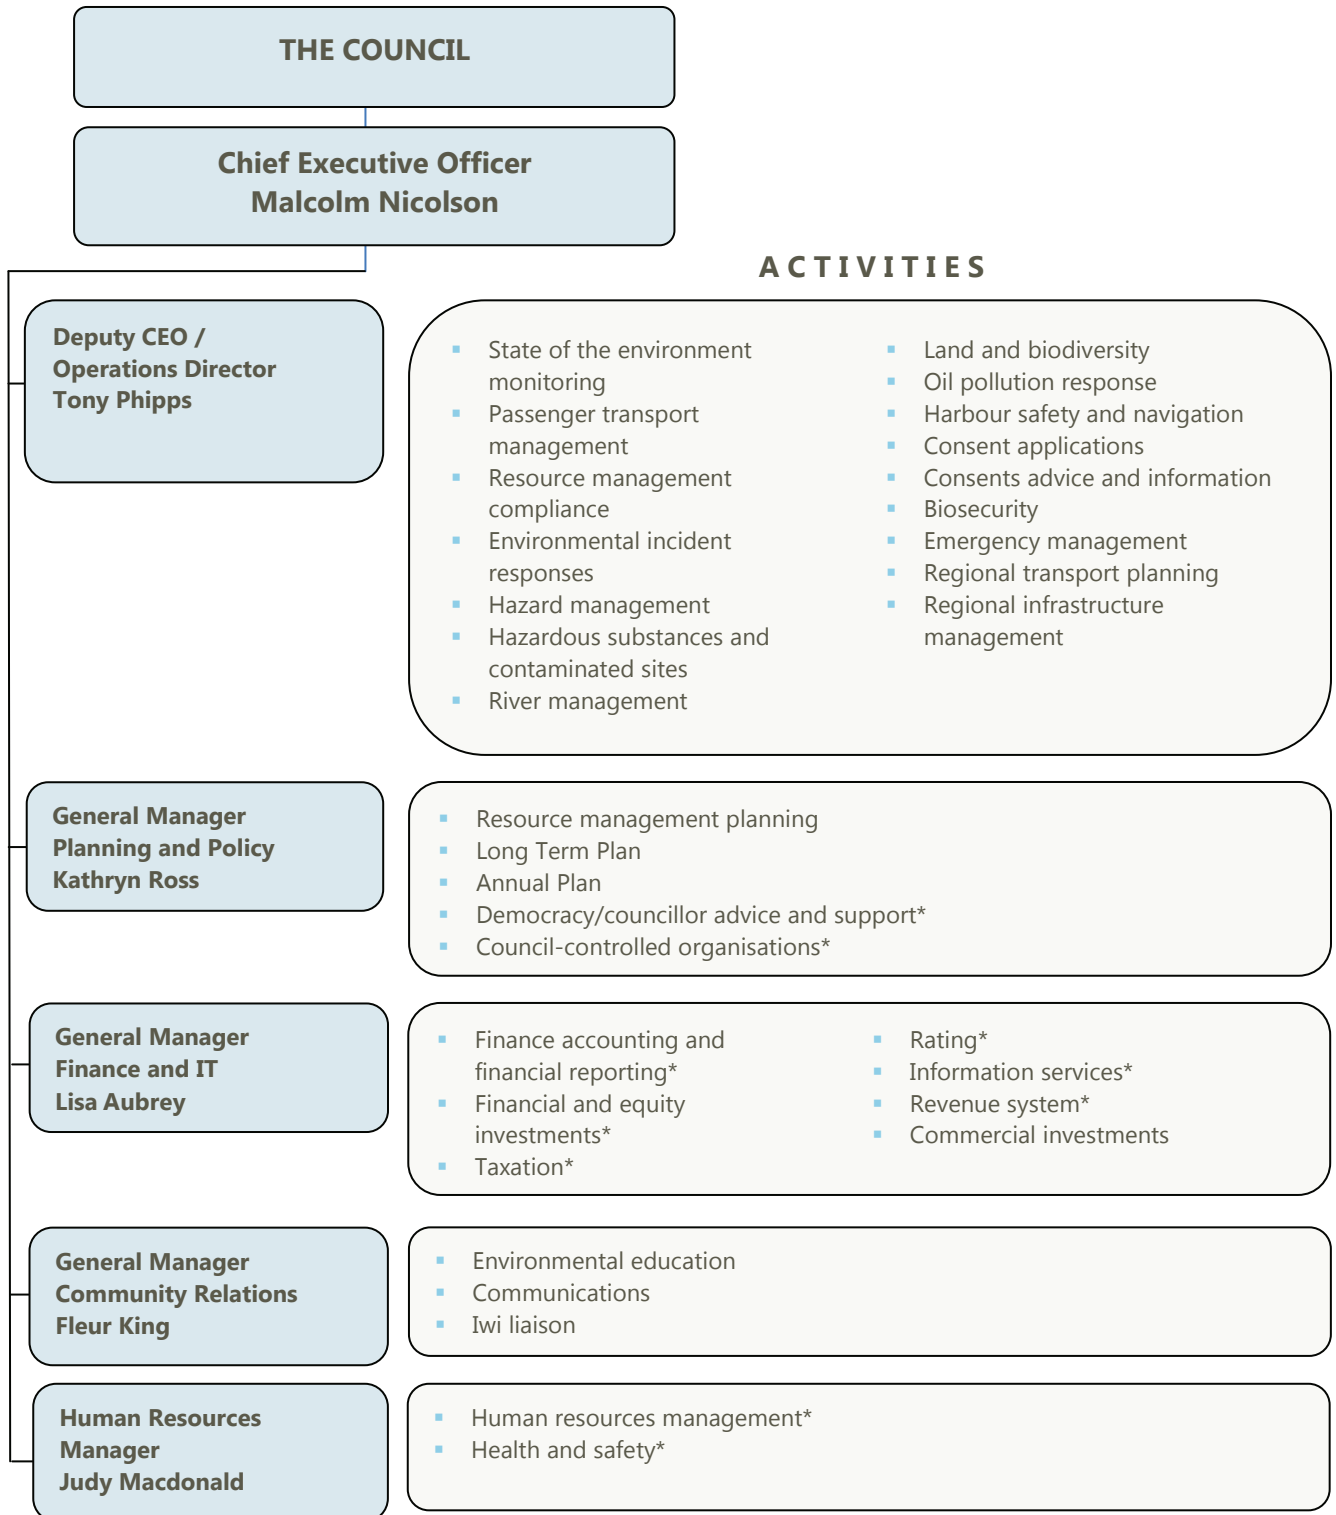 THE COUNCIL
Chief Executive Officer
Malcolm Nicolson
ACTIVITIES
Deputy CEO /
Operations Director
Tony Phipps
State of the environment
monitoring
Passenger transport
management
Resource management
compliance
Environmental incident
responses
Hazard management
Hazardous substances and
contaminated sites
River management
Land and biodiversity
Oil pollution response
Harbour safety and navigation
Consent applications
Consents advice and information
Biosecurity
Emergency management
Regional transport planning
Regional infrastructure
management
General Manager
Planning and Policy
Kathryn Ross
Resource management planning
Long Term Plan
Annual Plan
Democracy/councillor advice and support*
Council-controlled organisations*
General Manager
Finance and IT
Lisa Aubrey
Finance accounting and
financial reporting*
Financial and equity
investments*
Taxation*
Rating*
Information services*
Revenue system*
Commercial investments
General Manager
Community Relations
Fleur King
Environmental education
Communications
Iwi liaison
Human Resources
Manager
Judy Macdonald
Human resources management*
Health and safety*